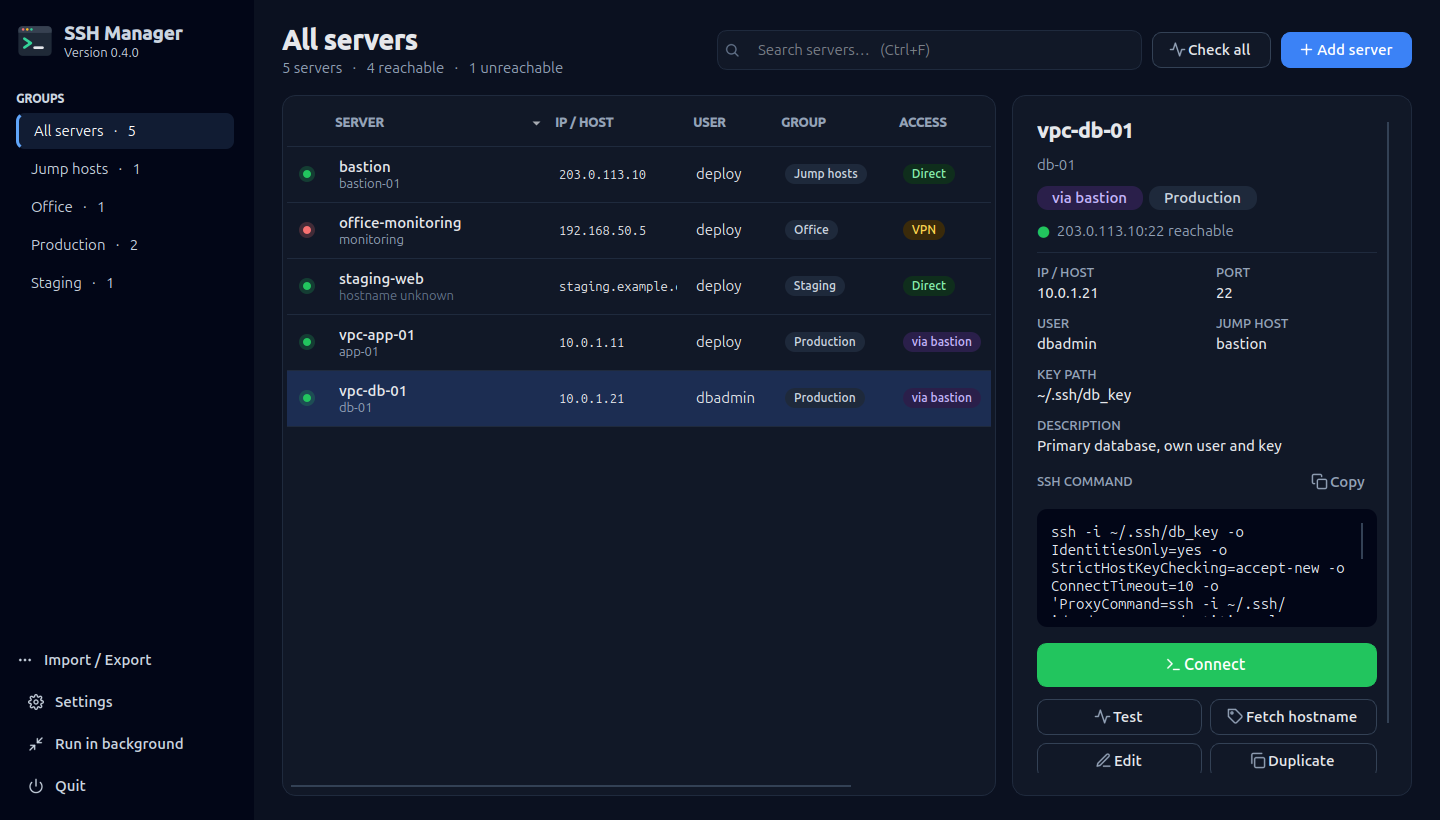 SSH Manager
Version 0.4.0
GROUPS
All servers · 5
Jump hosts · 1
Office · 1
Production · 2
Staging · 1
Import / Export
Settings
Run in background
Quit
All servers
5 servers · 4 reachable · 1 unreachable
Search servers… (Ctrl+F)
Check all
+ Add server
SERVER IP / HOST USER GROUP ACCESS
bastion 203.0.113.10 deploy Jump hosts Direct
bastion-01
office-monitoring 192.168.50.5 deploy Office VPN
monitoring
staging-web staging.example. deploy Staging Direct
hostname unknown
vpc-app-01 10.0.1.11 deploy Production via bastion
app-01
vpc-db-01 10.0.1.21 dbadmin Production via bastion
db-01
vpc-db-01
db-01
via bastion Production
203.0.113.10:22 reachable
IP / HOST PORT
10.0.1.21 22
USER JUMP HOST
dbadmin bastion
KEY PATH
~/.ssh/db_key
DESCRIPTION
Primary database, own user and key
SSH COMMAND Copy
ssh -i ~/.ssh/db_key -o
IdentitiesOnly=yes -o
StrictHostKeyChecking=accept-new -o
ConnectTimeout=10 -o
'ProxyCommand=ssh -i ~/.ssh/
Connect
Test Fetch hostname
Edit Duplicate